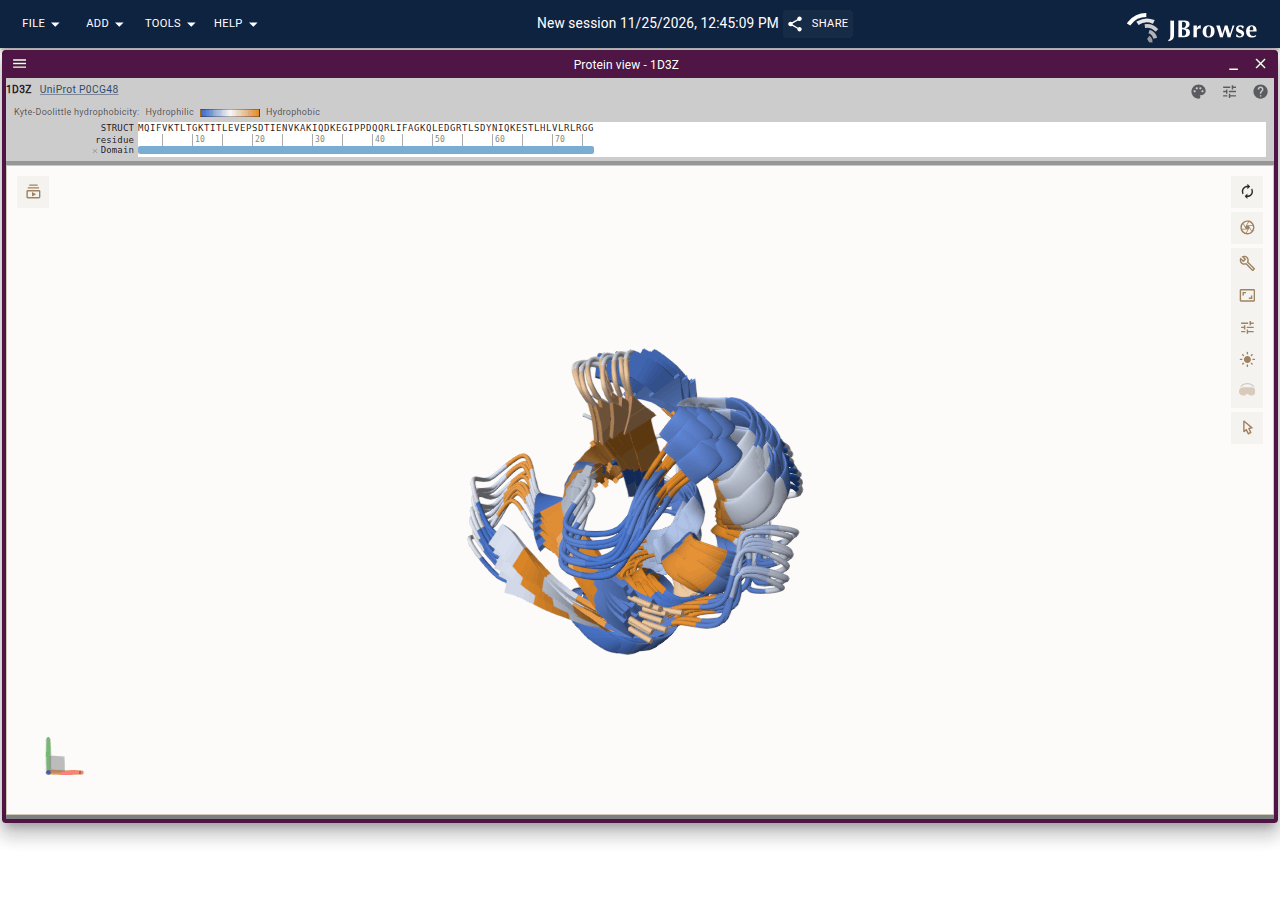 FILE ADD TOOLS HELP New session 11/25/2026, 12:45:09 PM SHARE JBrowse
Protein view - 1D3Z
1D3Z UniProt P0CG48
Kyte-Doolittle hydrophobicity: Hydrophilic Hydrophobic
STRUCT MQIFVKTLTGKTITLEVEPSDTIENVKAKIQDKEGIPPDQQRLIFAGKQLEDGRTLSDYNIQKESTLHLVLRLRGG
residue 10 20 30 40 50 60 70
× Domain